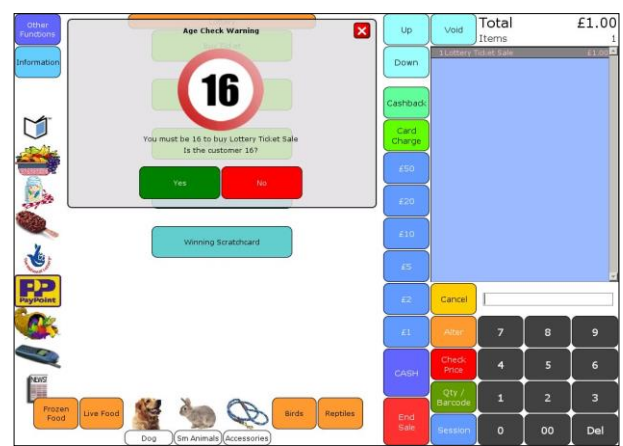 Other
Functions
Information
Age Check Warning
16
You must be 16 to buy Lottery Ticket Sale
Is the customer 16?
Yes
No
Winning Scratchcard
PayPoint
NEWS!
Frozen
Food
Live Food
Birds
Reptiles
Dog
Sm Animals
Accessories
Up
Down
Cashback
Card
Charge
£50
£20
£10
£5
£2
£1
CASH
End
Sale
Void
Total £1.00
Items 1
1 Lottery Ticket Sale £1.00
Cancel
Alter
Check
Price
Qty /
Barcode
Session
7 8 9
4 5 6
1 2 3
0 00 Del